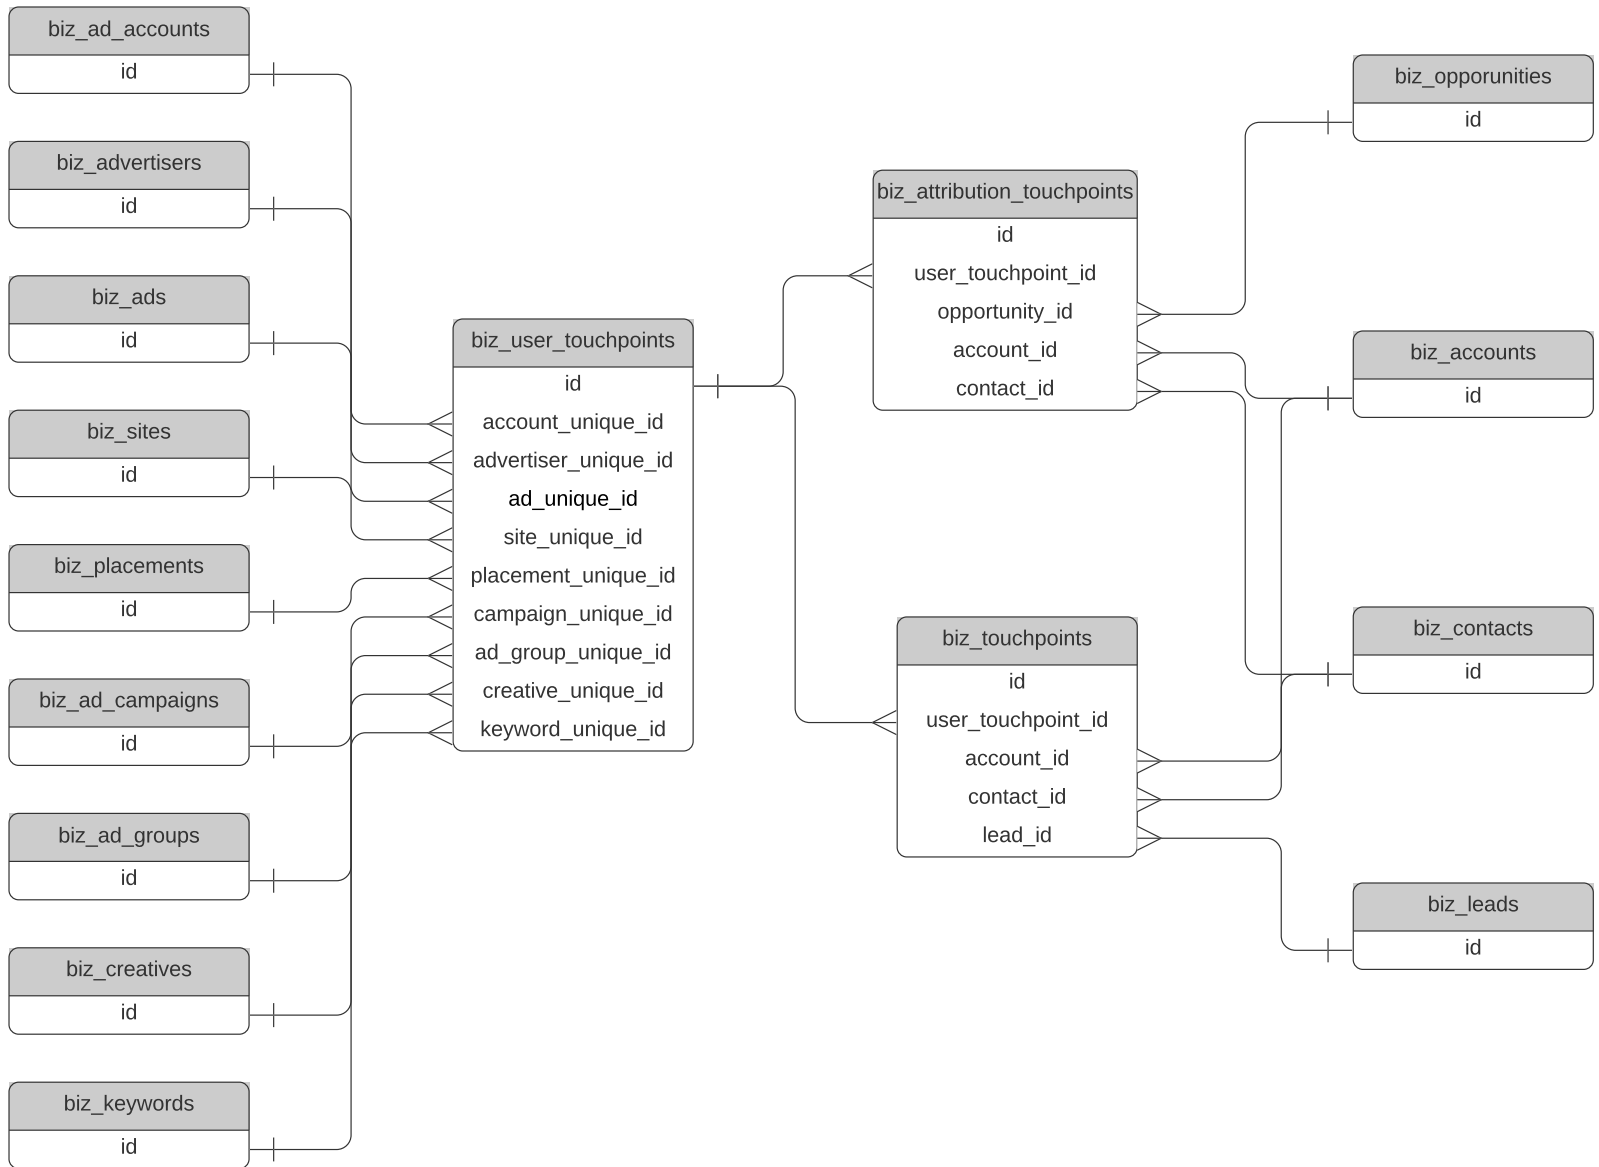 biz_ad_accounts
id
biz_advertisers
id
biz_ads
id
biz_sites
id
biz_placements
id
biz_ad_campaigns
id
biz_ad_groups
id
biz_creatives
id
biz_keywords
id
biz_user_touchpoints
id
account_unique_id
advertiser_unique_id
ad_unique_id
site_unique_id
placement_unique_id
campaign_unique_id
ad_group_unique_id
creative_unique_id
keyword_unique_id
biz_attribution_touchpoints
id
user_touchpoint_id
opportunity_id
account_id
contact_id
biz_touchpoints
id
user_touchpoint_id
account_id
contact_id
lead_id
biz_opporunities
id
biz_accounts
id
biz_contacts
id
biz_leads
id